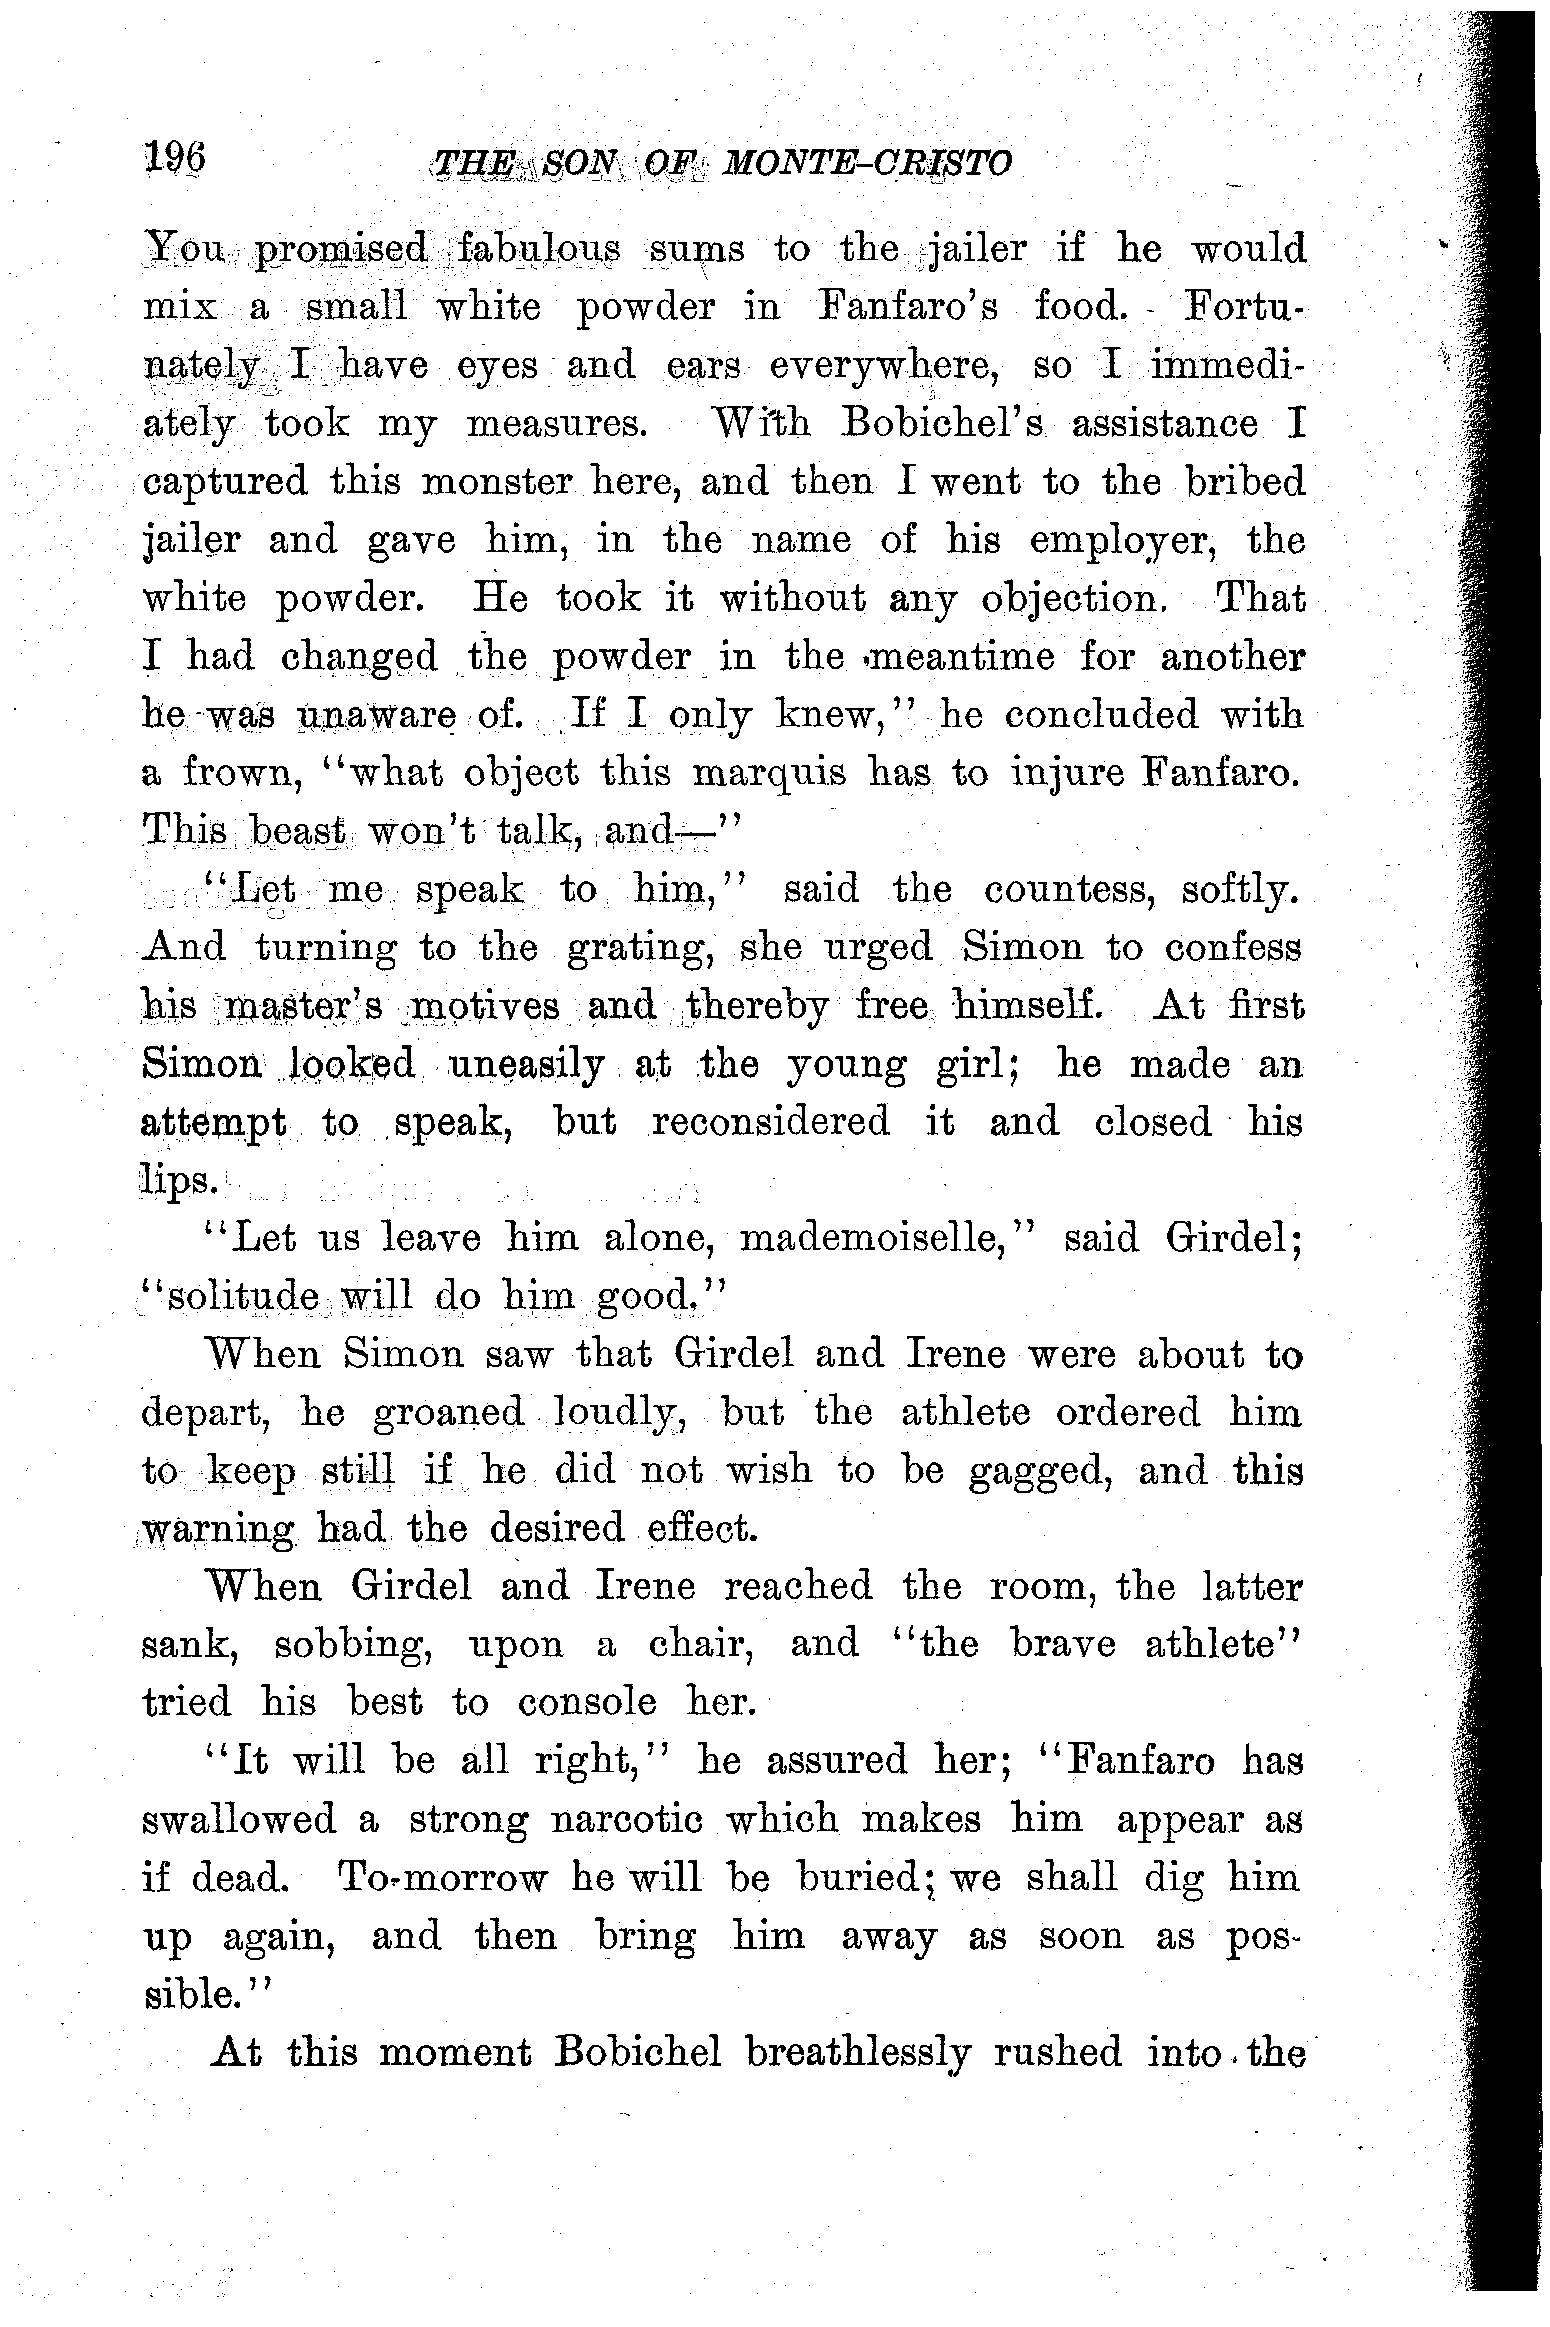 196 THE SON OF MONTE-CRISTO
You promised fabulous sums to the jailer if he would
mix a small white powder in Fanfaro's food. Fortu-
nately I have eyes and ears everywhere, so I immedi-
ately took my measures. With Bobichel's assistance I
captured this monster here, and then I went to the bribed
jailer and gave him, in the name of his employer, the
white powder. He took it without any objection. That
I had changed the powder in the meantime for another
he was unaware of. If I only knew," he concluded with
a frown, "what object this marquis has to injure Fanfaro.
This beast won't talk, and—"
"Let me speak to him," said the countess, softly.
And turning to the grating, she urged Simon to confess
his master's motives and thereby free himself. At first
Simon looked uneasily at the young girl; he made an
attempt to speak, but reconsidered it and closed his
lips.
"Let us leave him alone, mademoiselle," said Girdel;
"solitude will do him good."
When Simon saw that Girdel and Irene were about to
depart, he groaned loudly, but the athlete ordered him
to keep still if he did not wish to be gagged, and this
warning had the desired effect.
When Girdel and Irene reached the room, the latter
sank, sobbing, upon a chair, and "the brave athlete"
tried his best to console her.
"It will be all right," he assured her; "Fanfaro has
swallowed a strong narcotic which makes him appear as
if dead. To-morrow he will be buried; we shall dig him
up again, and then bring him away as soon as pos-
sible."
At this moment Bobichel breathlessly rushed into the